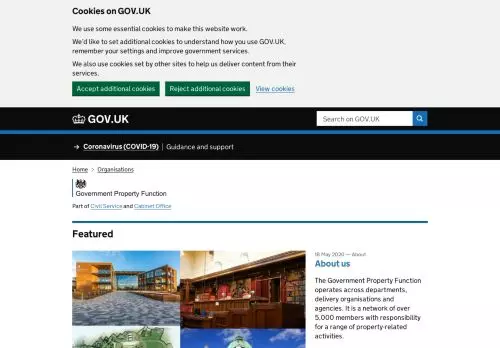 Cookies on GOV.UK
We use some essential cookies to make this website work.
We'd like to set additional cookies to understand how you use GOV.UK,
remember your settings and improve government services.
We also use cookies set by other sites to help us deliver content from their
services.
Accept additional cookies Reject additional cookies View cookies
GOV.UK Search on GOV.UK
→ Coronavirus (COVID-19) | Guidance and support
Home > Organisations
Government Property Function
Part of Civil Service and Cabinet Office
Featured
18 May 2020 — About
About us
The Government Property Function
operates across departments,
delivery organisations and
agencies. It is a network of over
5,000 members with responsibility
for a range of property-related
activities.